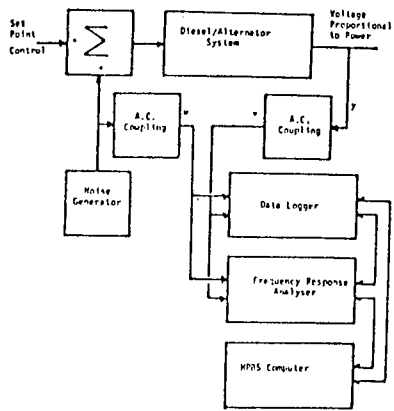 Set
Point
Control
+
Σ
+
Diesel/Alternator
System
Voltage
Proportional
to Power
y
A.C.
Coupling
A.C.
Coupling
Noise
Generator
Data Logger
Frequency Response
Analyser
Computer